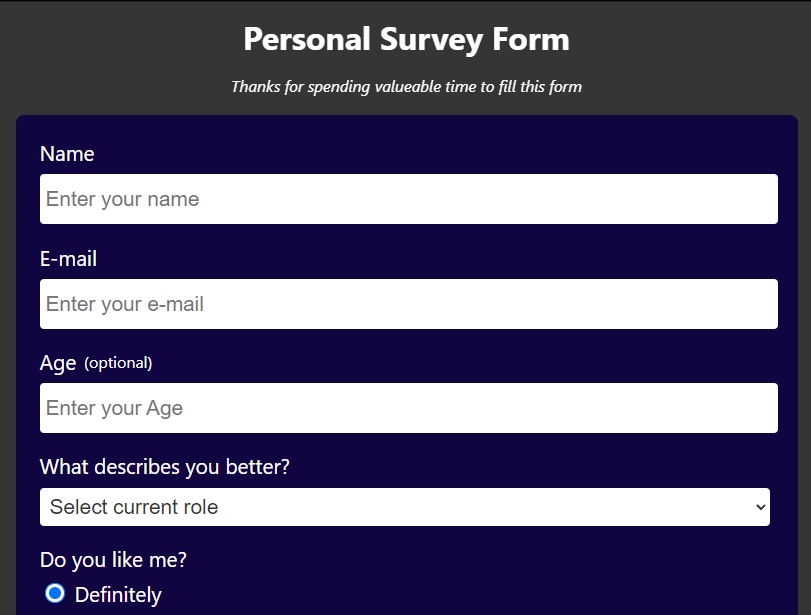 Personal Survey Form
Thanks for spending valueable time to fill this form
Name
Enter your name
E-mail
Enter your e-mail
Age (optional)
Enter your Age
What describes you better?
Select current role
Do you like me?
Definitely